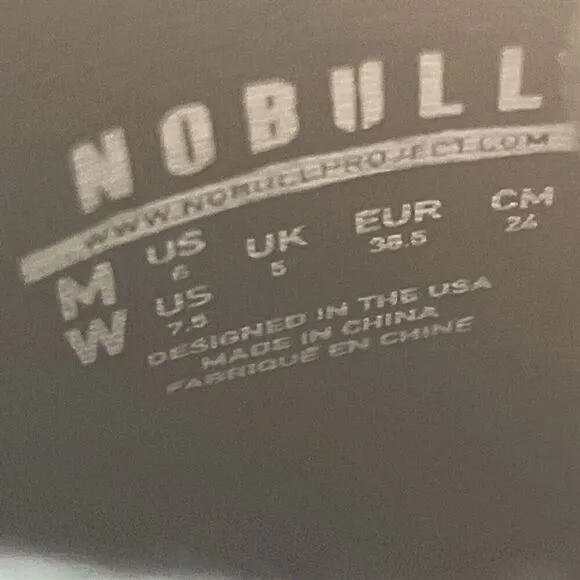 NOBULL
WWW.NOBULLPROJECT.COM
M US UK EUR CM
6 5 38.5 24
W US
7.5
DESIGNED IN THE USA
MADE IN CHINA
FABRIQUÉ EN CHINE